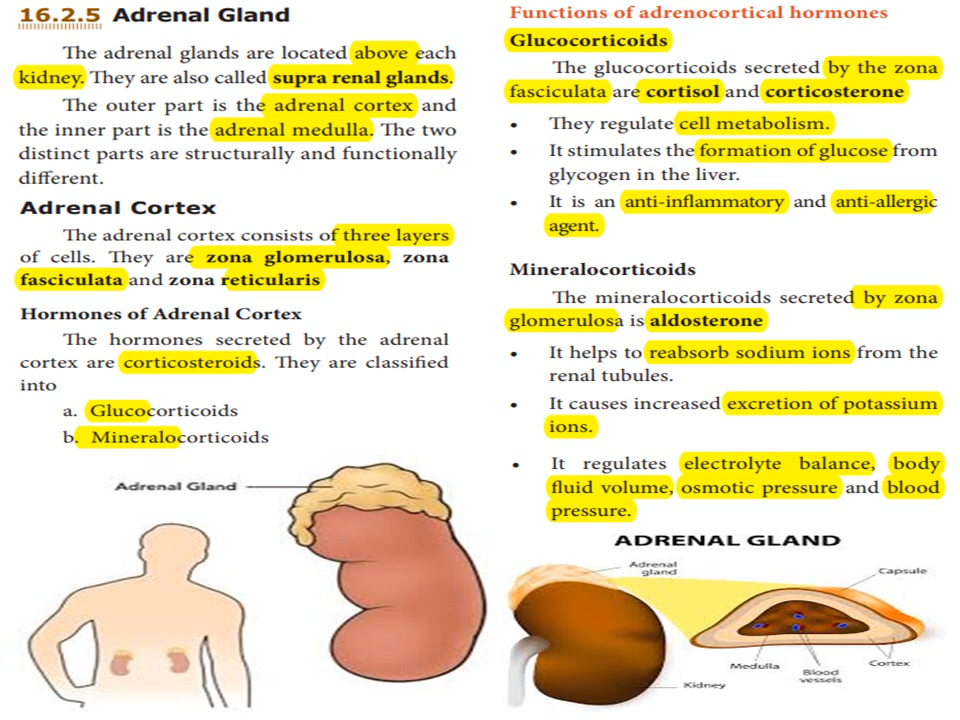 16.2.5 Adrenal Gland
The adrenal glands are located above each
kidney. They are also called supra renal glands.
The outer part is the adrenal cortex and
the inner part is the adrenal medulla. The two
distinct parts are structurally and functionally
different.
Adrenal Cortex
The adrenal cortex consists of three layers
of cells. They are zona glomerulosa, zona
fasciculata and zona reticularis
Hormones of Adrenal Cortex
The hormones secreted by the adrenal
cortex are corticosteroids. They are classified
into
a. Glucocorticoids
b. Mineralocorticoids
Adrenal Gland
Functions of adrenocortical hormones
Glucocorticoids
The glucocorticoids secreted by the zona
fasciculata are cortisol and corticosterone
• They regulate cell metabolism.
• It stimulates the formation of glucose from
glycogen in the liver.
• It is an anti-inflammatory and anti-allergic
agent.
Mineralocorticoids
The mineralocorticoids secreted by zona
glomerulosa is aldosterone
• It helps to reabsorb sodium ions from the
renal tubules.
• It causes increased excretion of potassium
ions.
• It regulates electrolyte balance, body
fluid volume, osmotic pressure and blood
pressure.
ADRENAL GLAND
Adrenal
gland
Capsule
Medulla
Blood
vessels
Cortex
Kidney